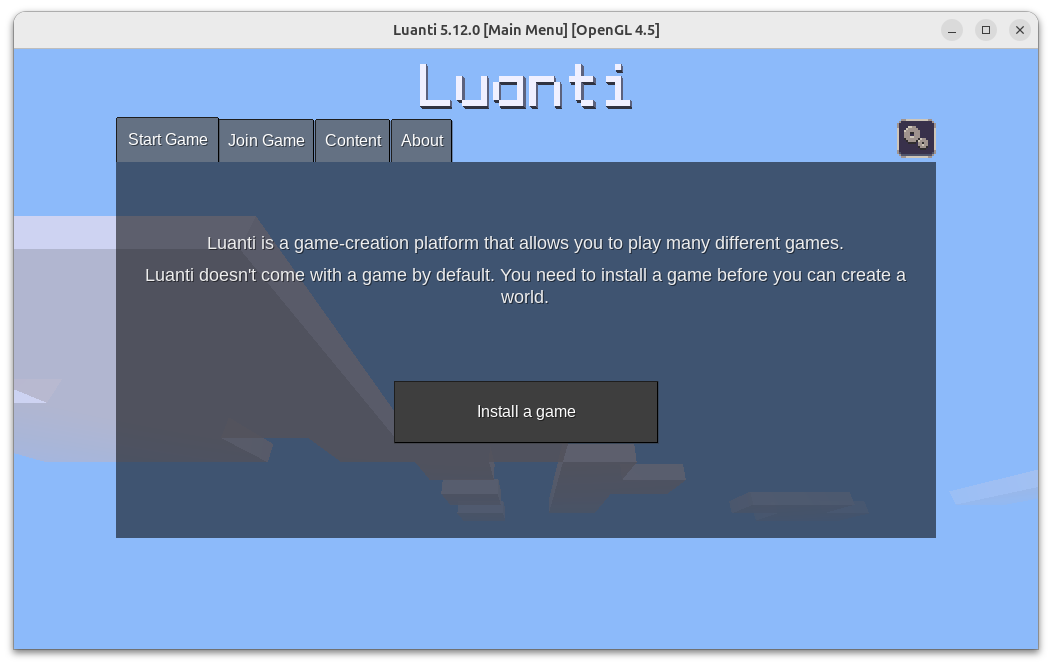 Luanti 5.12.0 [Main Menu] [OpenGL 4.5]
Luanti
Start Game
Join Game
Content
About
Luanti is a game-creation platform that allows you to play many different games.
Luanti doesn't come with a game by default. You need to install a game before you can create a
world.
Install a game